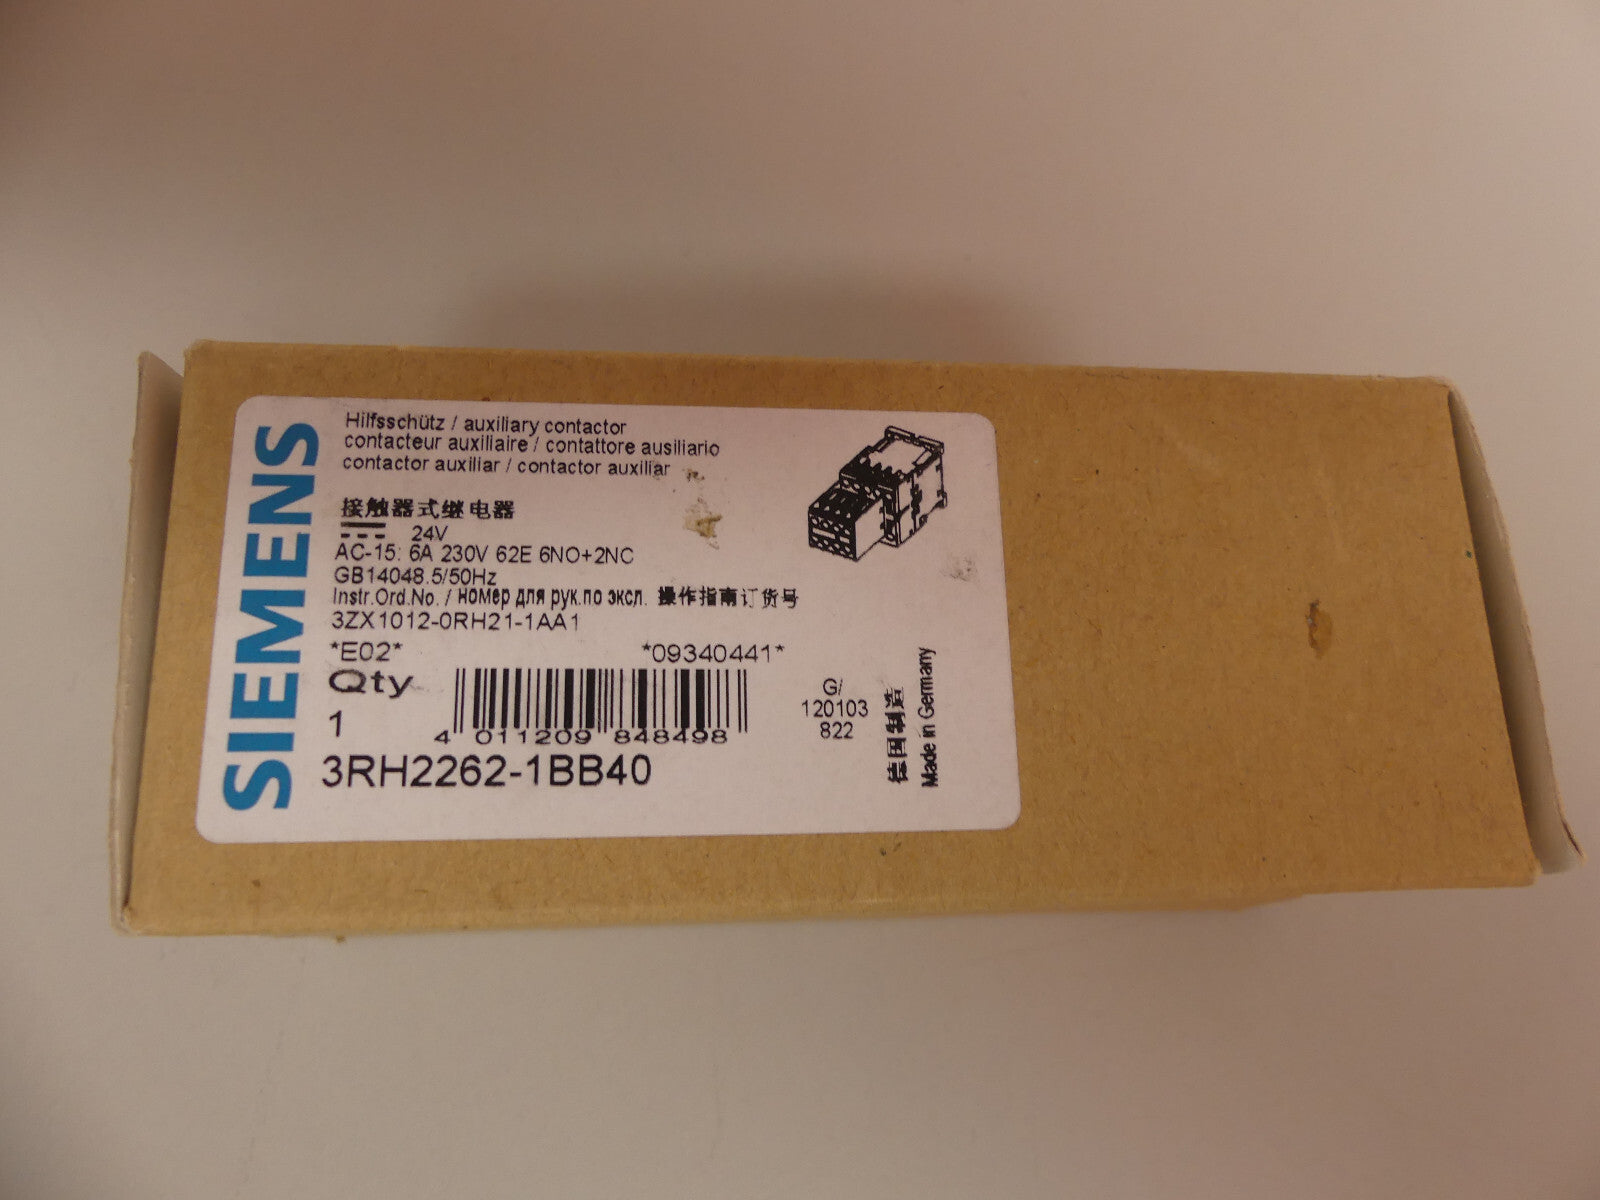 SIEMENS
Hilfsschütz / auxiliary contactor
contacteur auxiliaire / contattore ausiliario
contactor auxiliar / contactor auxiliar
接触器式继电器
24V
AC-15: 6A 230V 62E 6NO+2NC
GB14048.5/50Hz
Instr.Ord.No. / номер для рук.по эксл. 操作指南订货号
3ZX1012-0RH21-1AA1
*E02* *09340441*
Qty
1
4 011209 848498
3RH2262-1BB40
G/
120103
822
德国制造
Made in Germany